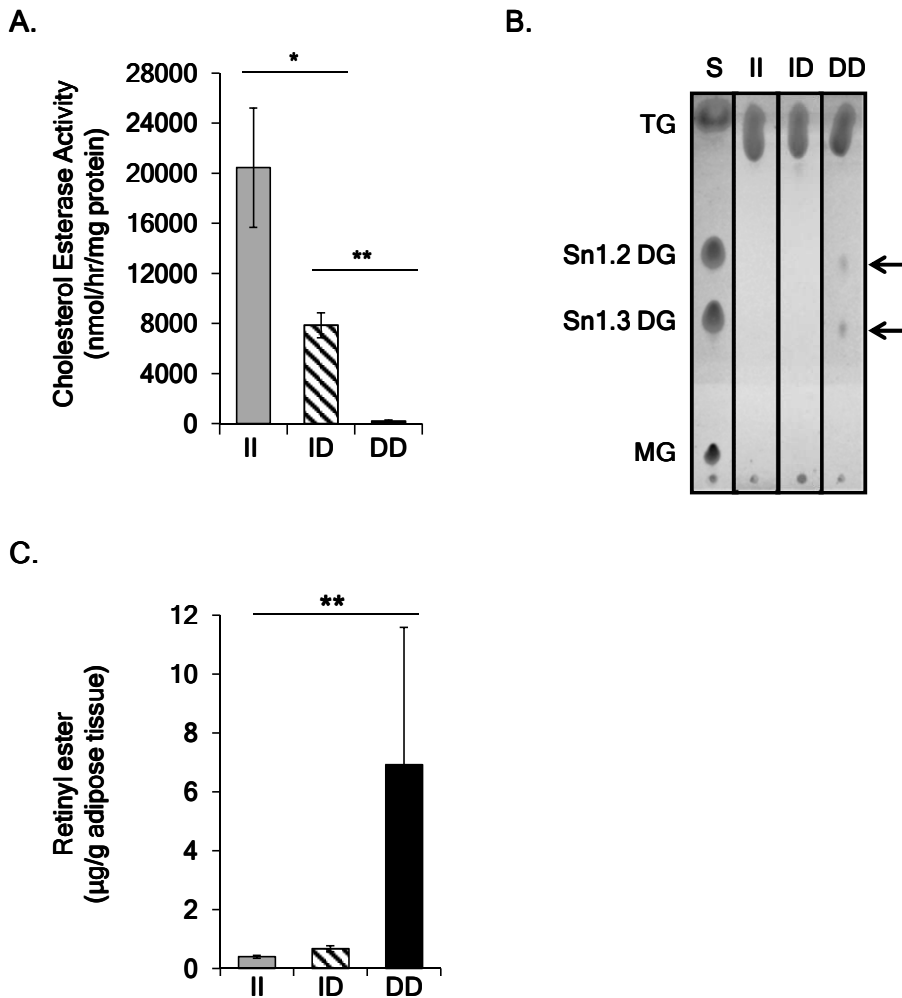 A.
Cholesterol Esterase Activity
(nmol/hr/mg protein)
28000
24000
20000
16000
12000
8000
4000
0
*
**
II ID DD
B.
S II ID DD
TG
Sn1.2 DG
Sn1.3 DG
MG
C.
Retinyl ester
(µg/g adipose tissue)
12
10
8
6
4
2
0
**
II ID DD